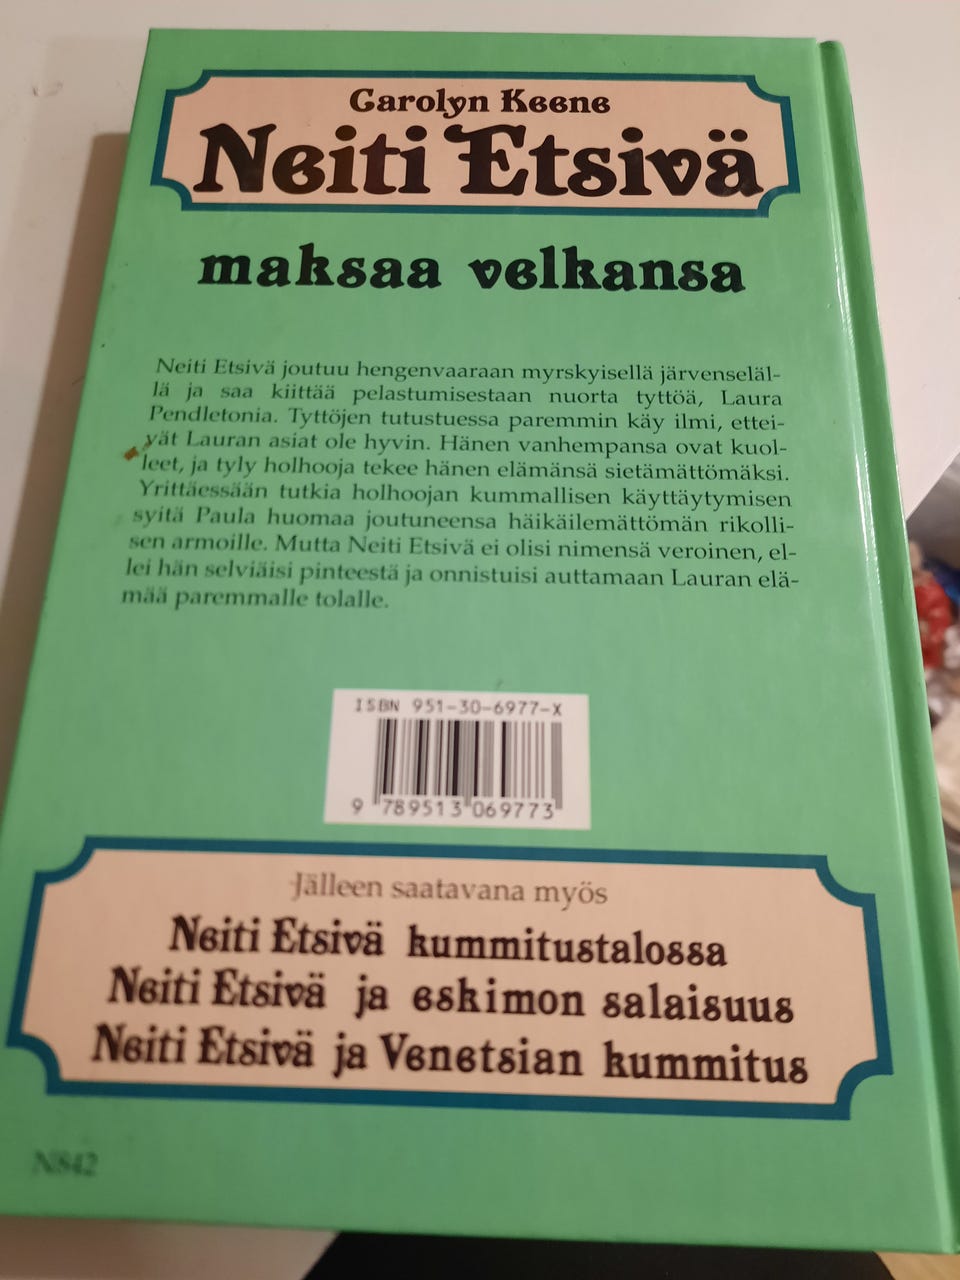 Carolyn Keene
Neiti Etsivä
maksaa velkansa
Neiti Etsivä joutuu hengenvaaraan myrskyisellä järvenseläl-
lä ja saa kiittää pelastumisestaan nuorta tyttöä, Laura
Pendletonia. Tyttöjen tutustuessa paremmin käy ilmi, ettei-
vät Lauran asiat ole hyvin. Hänen vanhempansa ovat kuol-
leet, ja tyly holhooja tekee hänen elämänsä sietämättömäksi.
Yrittäessään tutkia holhoojan kummallisen käyttäytymisen
syitä Paula huomaa joutuneensa häikäilemättömän rikolli-
sen armoille. Mutta Neiti Etsivä ei olisi nimensä veroinen, el-
lei hän selviäisi pinteestä ja onnistuisi auttamaan Lauran elä-
mää paremmalle tolalle.
ISBN 951-30-6977-X
9 789513 069773
Jälleen saatavana myös
Neiti Etsivä kummitustalossa
Neiti Etsivä ja eskimon salaisuus
Neiti Etsivä ja Venetsian kummitus
N842